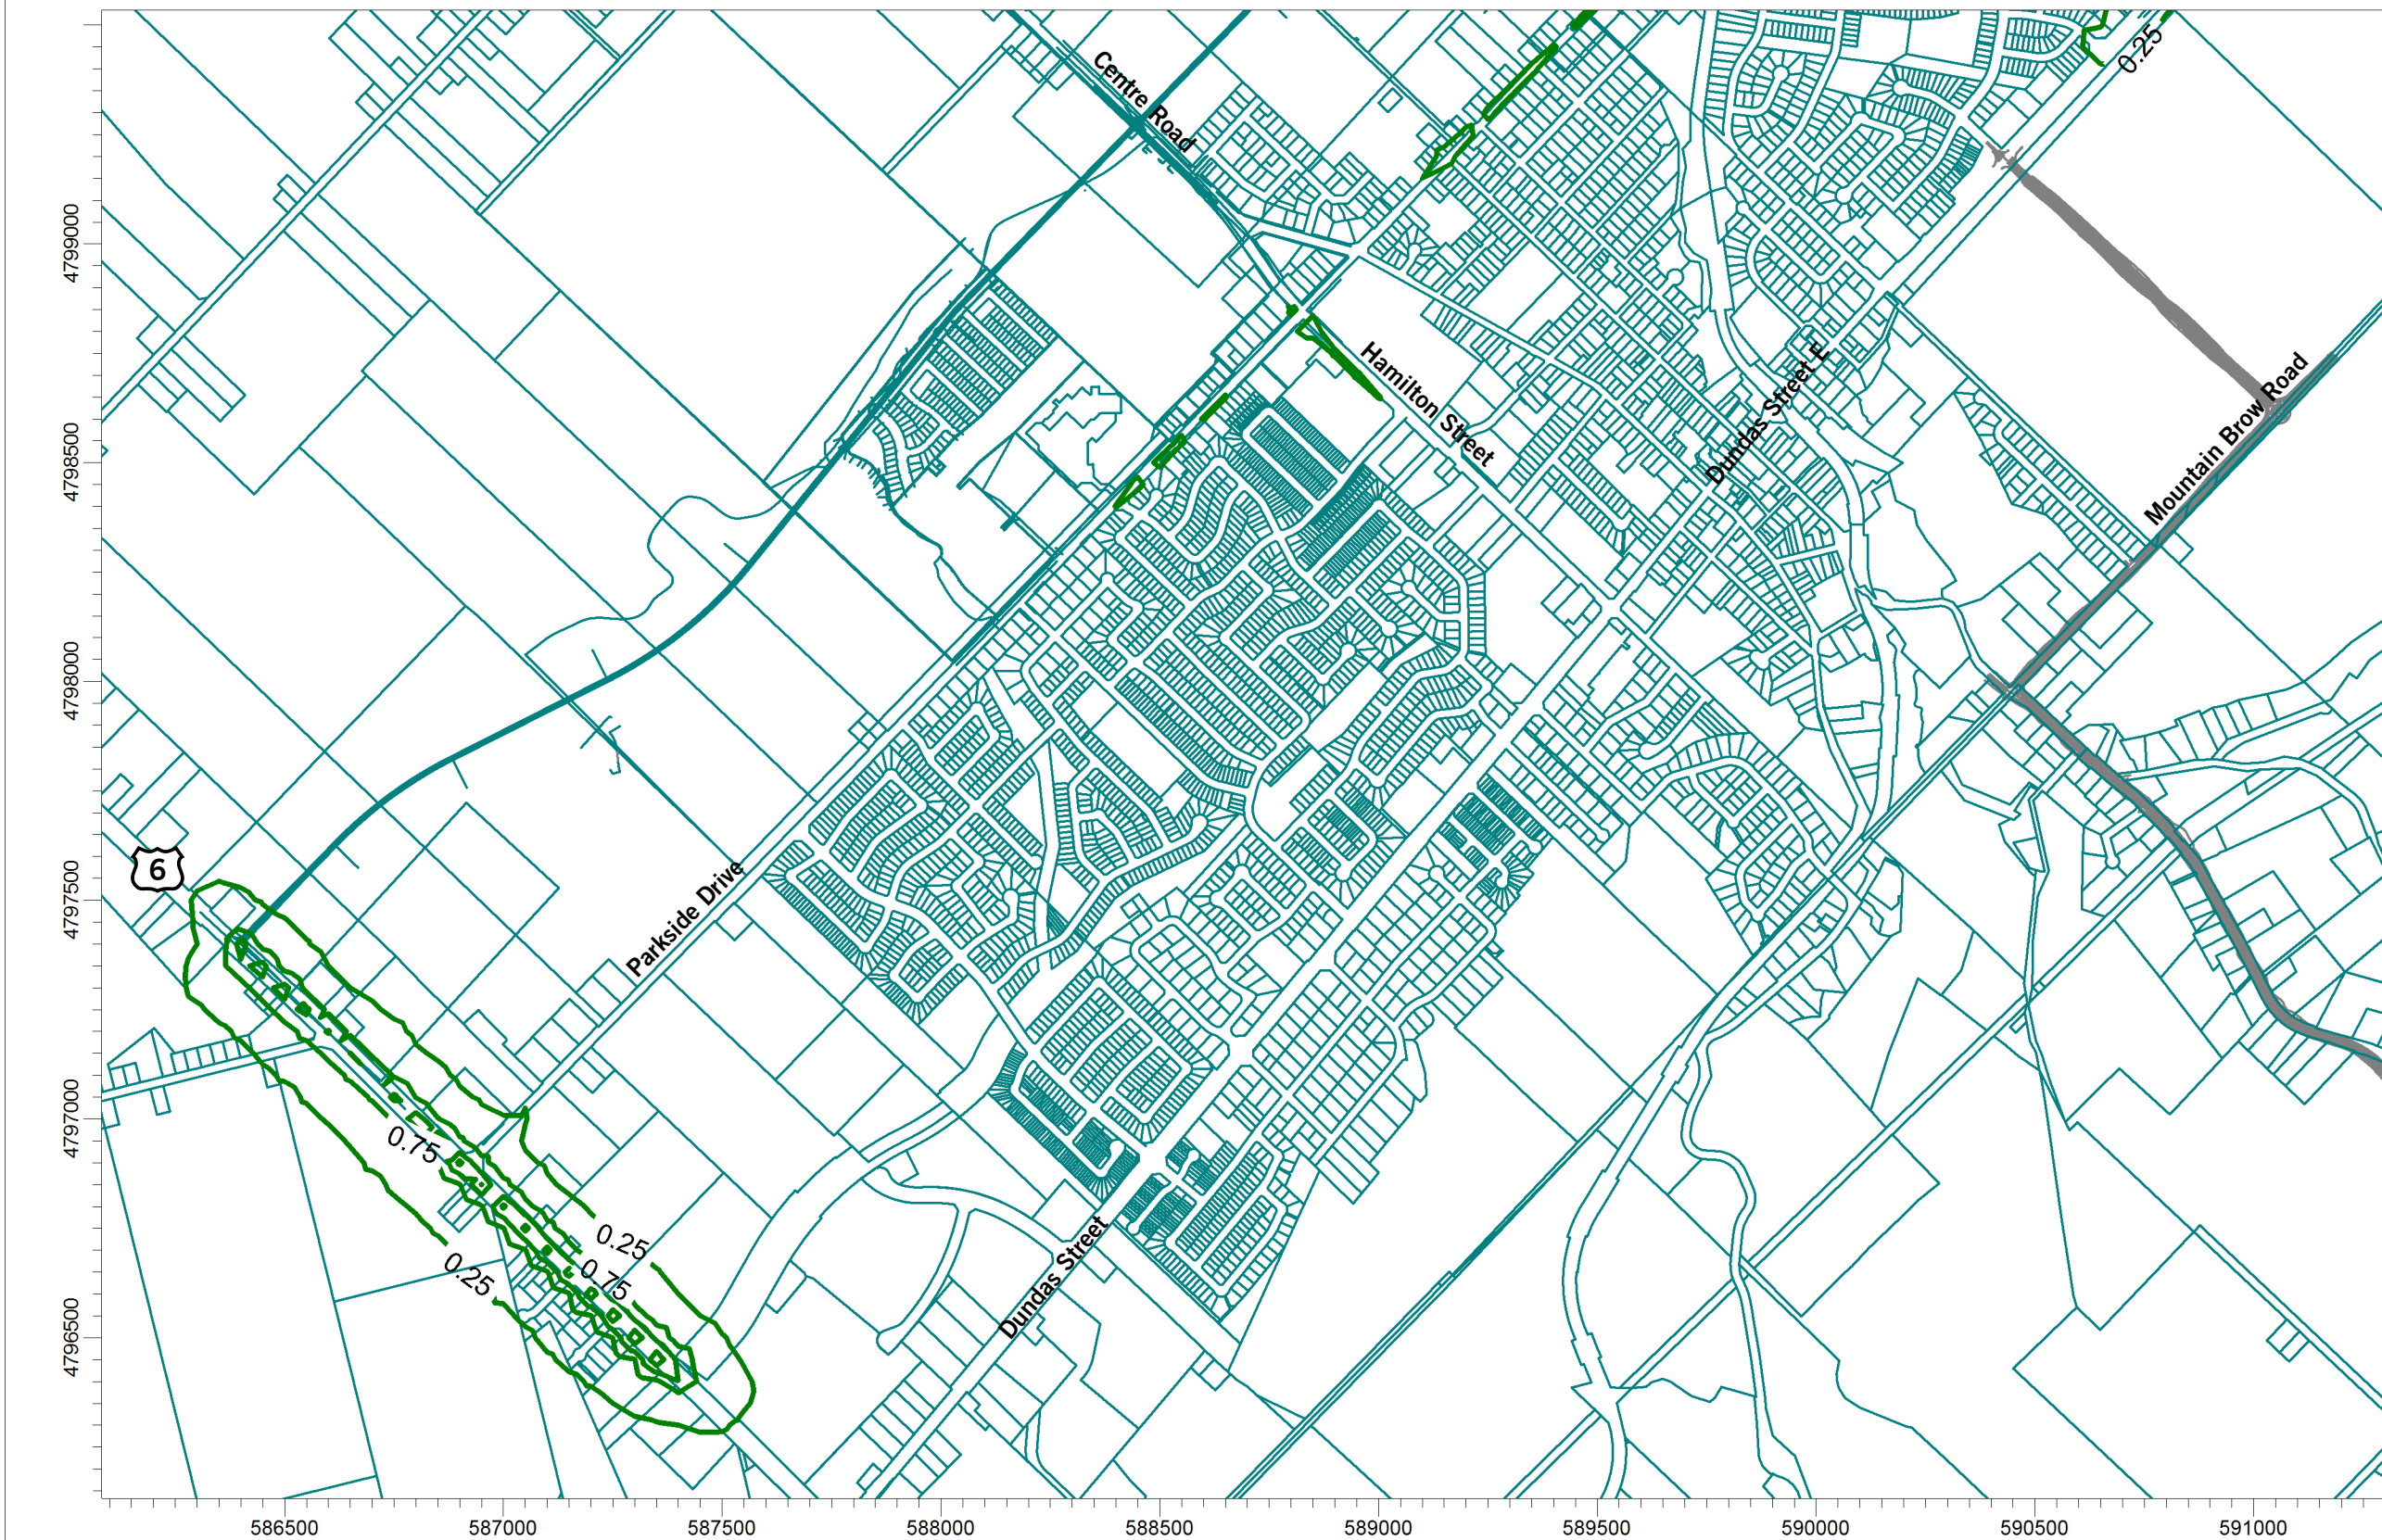 0.25
Centre Road
4799000
Hamilton Street
Dundas Street E
Mountain Brow Road
4798500
4798000
6
4797500
Parkside Drive
4797000
0.75
0.25
0.25
0.75
Dundas Street
4796500
586500 587000 587500 588000 588500 589000 589500 590000 590500 591000